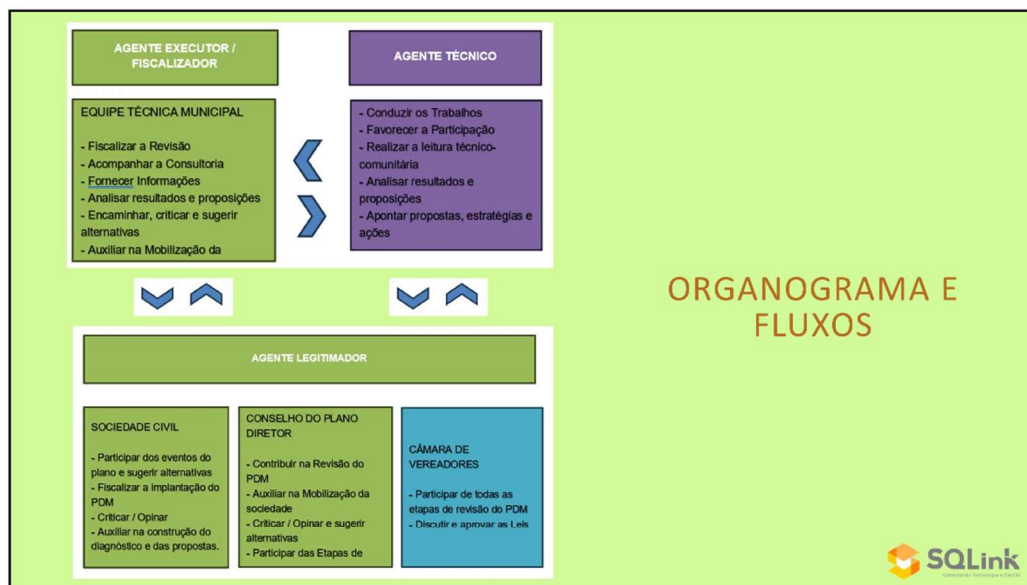 AGENTE EXECUTOR /
FISCALIZADOR
AGENTE TÉCNICO
EQUIPE TÉCNICA MUNICIPAL
- Fiscalizar a Revisão
- Acompanhar a Consultoria
- Fornecer Informações
- Analisar resultados e proposições
- Encaminhar, criticar e sugerir
alternativas
- Auxiliar na Mobilização da
- Conduzir os Trabalhos
- Favorecer a Participação
- Realizar a leitura técnico-
comunitária
- Analisar resultados e
proposições
- Apontar propostas, estratégias e
ações
AGENTE LEGITIMADOR
SOCIEDADE CIVIL
- Participar dos eventos do
plano e sugerir alternativas
- Fiscalizar a implantação do
PDM
- Criticar / Opinar
- Auxiliar na construção do
diagnóstico e das propostas.
CONSELHO DO PLANO
DIRETOR
- Contribuir na Revisão do
PDM
- Auxiliar na Mobilização da
sociedade
- Criticar / Opinar e sugerir
alternativas
- Participar das Etapas de
CÂMARA DE
VEREADORES
- Participar de todas as
etapas de revisão do PDM
- Discutir e aprovar as Leis
ORGANOGRAMA E
FLUXOS
SQLink
Conectando Tecnologia e Gestão